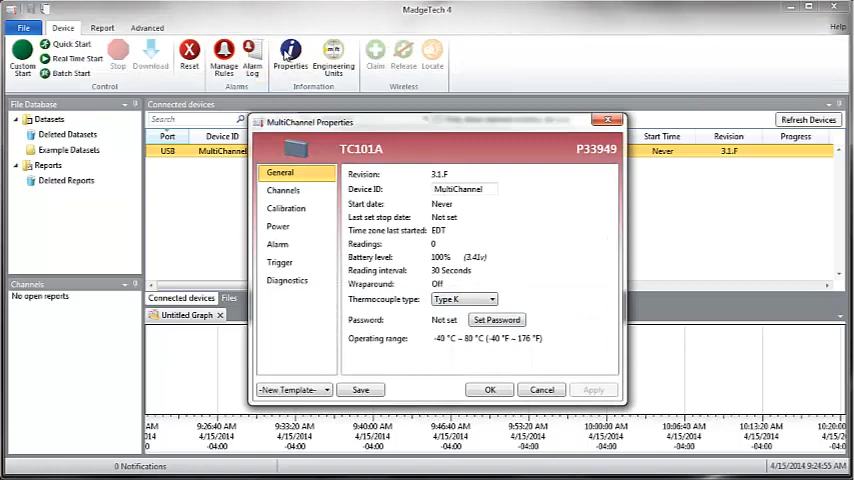 MadgeTech 4
File Device Report Advanced Help
Custom Start
Quick Start
Real Time Start
Batch Start
Stop
Download
Reset
Manage Rules
Alarm Log
Properties
Engineering Units
Claim
Release
Locate
Control Alarms Information Wireless
File Database
Datasets
Deleted Datasets
Example Datasets
Reports
Deleted Reports
Connected devices
Search
Refresh Devices
Port Device ID Start Time Revision Progress
USB MultiChannel Never 3.1.F
MultiChannel Properties
TC101A P33949
General
Channels
Calibration
Power
Alarm
Trigger
Diagnostics
Revision: 3.1.F
Device ID: MultiChannel
Start date: Never
Last set stop date: Not set
Time zone last started: EDT
Readings: 0
Battery level: 100% (3.41v)
Reading interval: 30 Seconds
Wraparound: Off
Thermocouple type: Type K
Password: Not set Set Password
Operating range: -40 °C ~ 80 °C (-40 °F ~ 176 °F)
-New Template- Save OK Cancel Apply
Channels
No open reports
Connected devices Files
Untitled Graph
AM 9:26:40 AM 9:33:20 AM 9:40:00 AM 9:46:40 AM 9:53:20 AM 10:00:00 AM 10:06:40 AM 10:13:20 AM 10:20:00
014 4/15/2014 4/15/2014 4/15/2014 4/15/2014 4/15/2014 4/15/2014 4/15/2014 4/15/2014 4/15/20
0 -04:00 -04:00 -04:00 -04:00 -04:00 -04:00 -04:00 -04:00 -04:00
0 Notifications 4/15/2014 9:24:55 AM